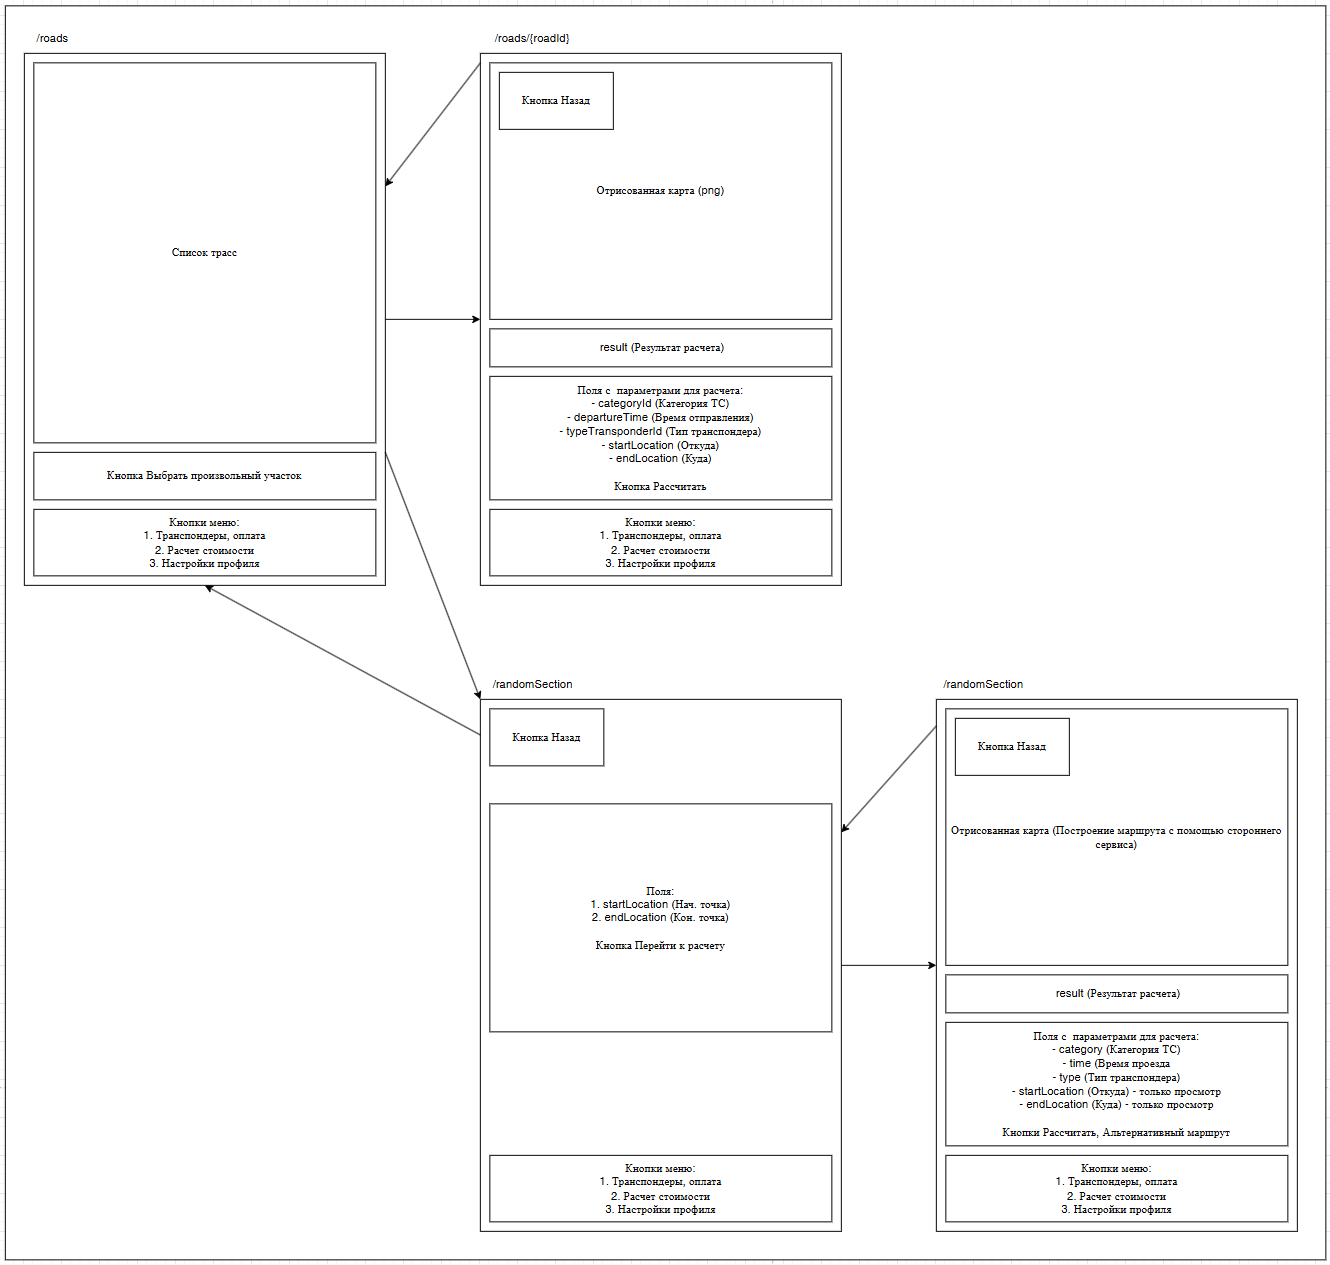 /roads
Список трасс
Кнопка Выбрать произвольный участок
Кнопки меню:
1. Транспондеры, оплата
2. Расчет стоимости
3. Настройки профиля
/roads/{roadId}
Кнопка Назад
Отрисованная карта (png)
result (Результат расчета)
Поля с  параметрами для расчета:
- categoryId (Категория ТС)
- departureTime (Время отправления)
- typeTransponderId (Тип транспондера)
- startLocation (Откуда)
- endLocation (Куда)
Кнопка Рассчитать
Кнопки меню:
1. Транспондеры, оплата
2. Расчет стоимости
3. Настройки профиля
/randomSection
Кнопка Назад
Поля:
1. startLocation (Нач. точка)
2. endLocation (Кон. точка)
Кнопка Перейти к расчету
Кнопки меню:
1. Транспондеры, оплата
2. Расчет стоимости
3. Настройки профиля
/randomSection
Кнопка Назад
Отрисованная карта (Построение маршрута с помощью стороннего
сервиса)
result (Результат расчета)
Поля с  параметрами для расчета:
- category (Категория ТС)
- time (Время проезда
- type (Тип транспондера)
- startLocation (Откуда) - только просмотр
- endLocation (Куда) - только просмотр
Кнопки Рассчитать, Альтернативный маршрут
Кнопки меню:
1. Транспондеры, оплата
2. Расчет стоимости
3. Настройки профиля